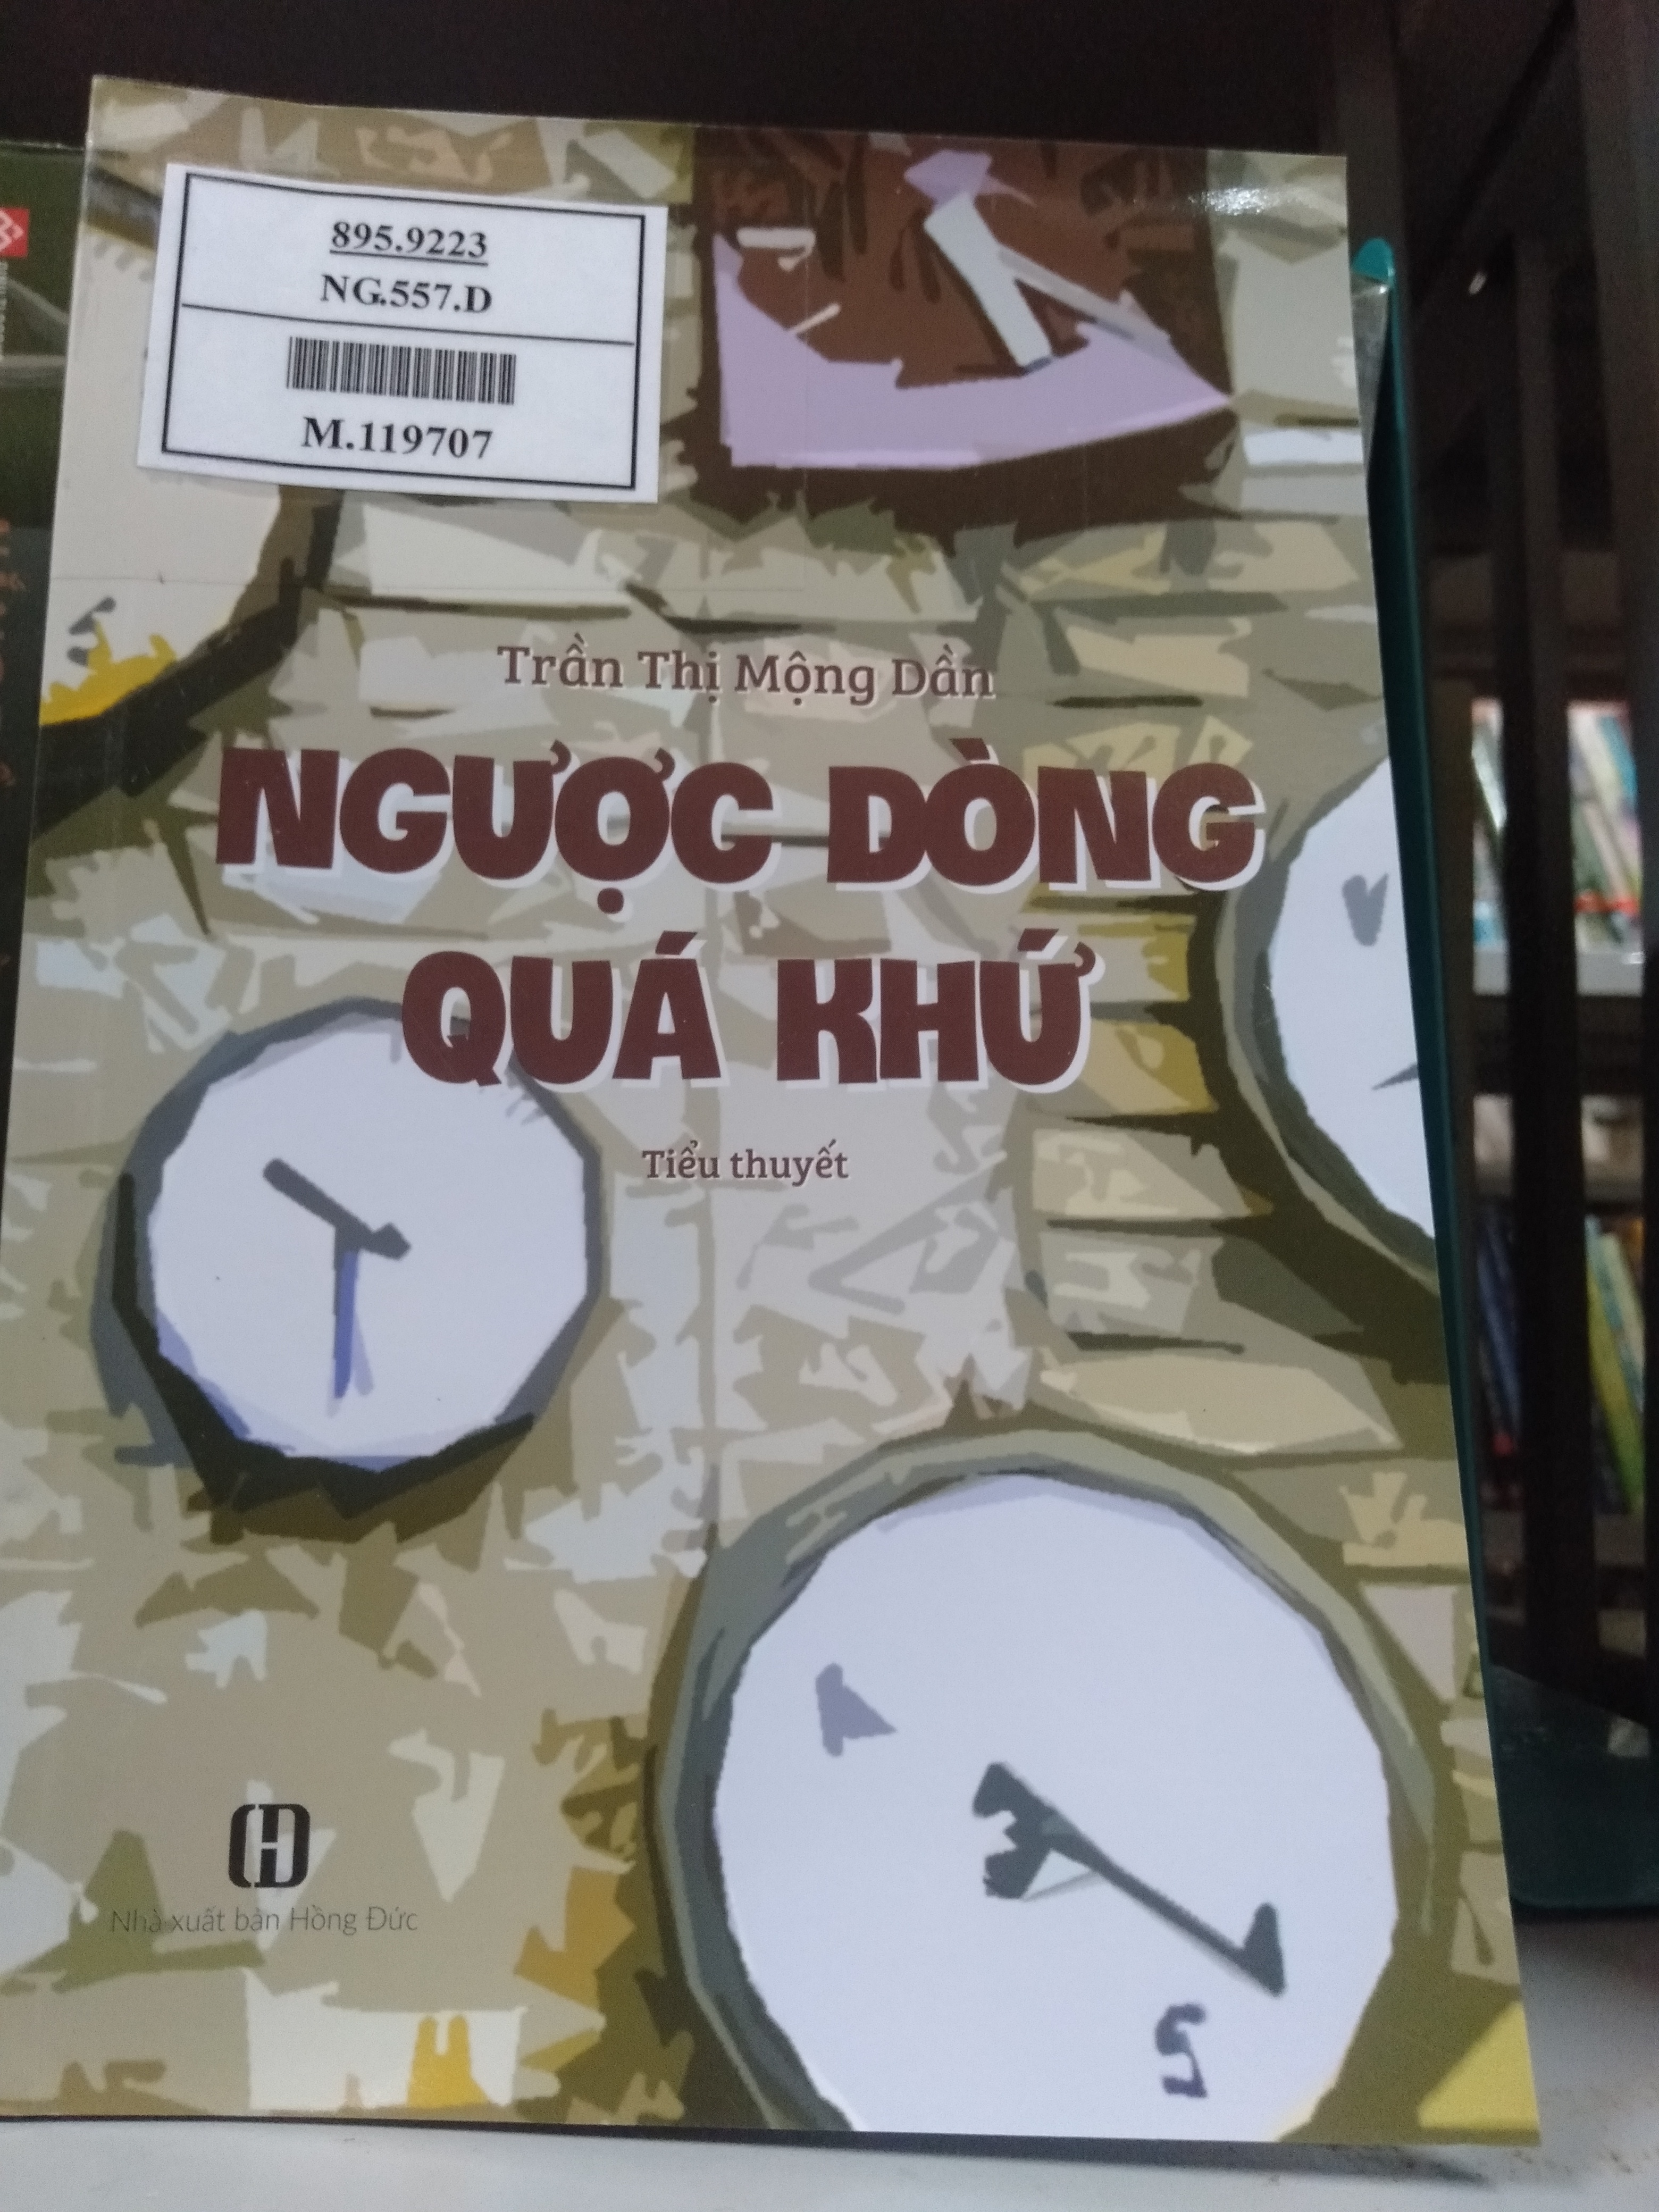 895.9223
NG.557.D
M.119707
Trần Thị Mộng Dần
NGƯỢC DÒNG
QUÁ KHỨ
Tiểu thuyết
Nhà xuất bản Hồng Đức